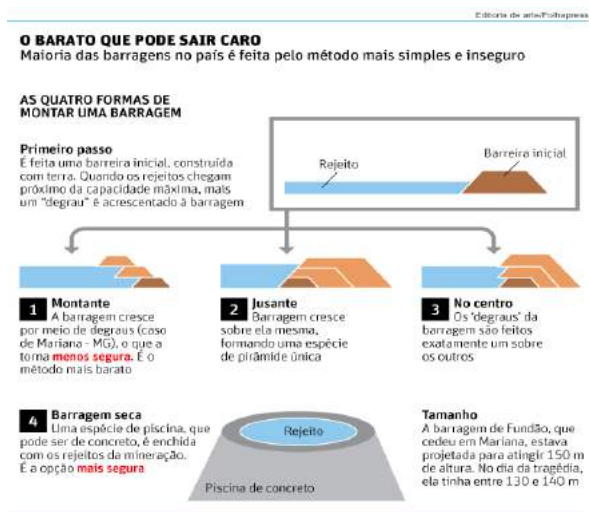 Editoria de arte/Folhapress
O BARATO QUE PODE SAIR CARO
Maioria das barragens no país é feita pelo método mais simples e inseguro
AS QUATRO FORMAS DE
MONTAR UMA BARRAGEM
Primeiro passo
É feita uma barreira inicial, construída
com terra. Quando os rejeitos chegam
próximo da capacidade máxima, mais
um "degrau" é acrescentado à barragem
Rejeito
Barreira inicial
1 Montante
A barragem cresce
por meio de degraus (caso
de Mariana - MG), o que a
torna menos segura. É o
método mais barato
2 Jusante
Barragem cresce
sobre ela mesma,
formando uma espécie
de pirâmide única
3 No centro
Os 'degraus' da
barragem são feitos
exatamente um sobre
os outros
4 Barragem seca
Uma espécie de piscina, que
pode ser de concreto, é enchida
com os rejeitos da mineração.
É a opção mais segura
Rejeito
Piscina de concreto
Tamanho
A barragem de Fundão, que
cedeu em Mariana, estava
projetada para atingir 150 m
de altura. No dia da tragédia,
ela tinha entre 130 e 140 m